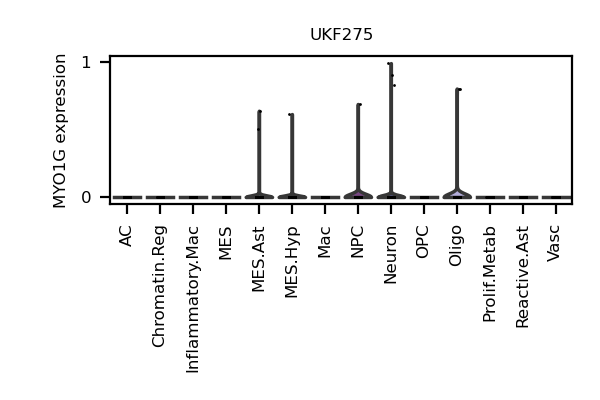 UKF275
MYO1G expression
1
0
AC
Chromatin.Reg
Inflammatory.Mac
MES
MES.Ast
MES.Hyp
Mac
NPC
Neuron
OPC
Oligo
Prolif.Metab
Reactive.Ast
Vasc